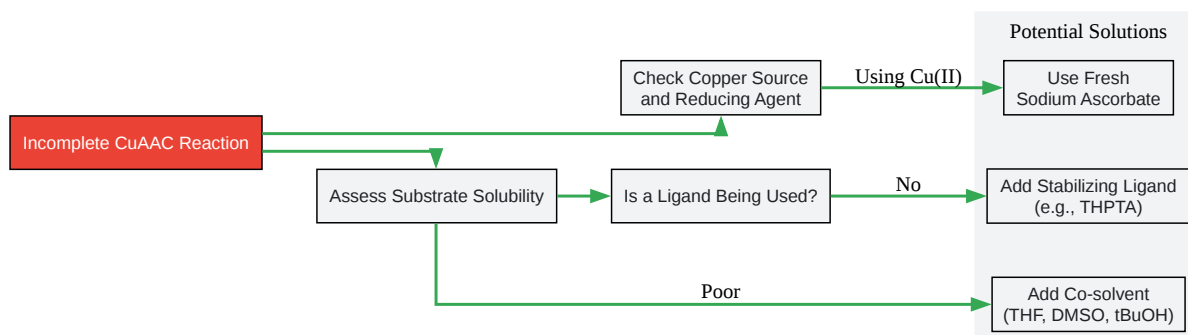 Potential Solutions
Check Copper Source
and Reducing Agent
Using Cu(II)
Use Fresh
Sodium Ascorbate
Incomplete CuAAC Reaction
Assess Substrate Solubility
Is a Ligand Being Used?
No
Add Stabilizing Ligand
(e.g., THPTA)
Poor
Add Co-solvent
(THF, DMSO, tBuOH)